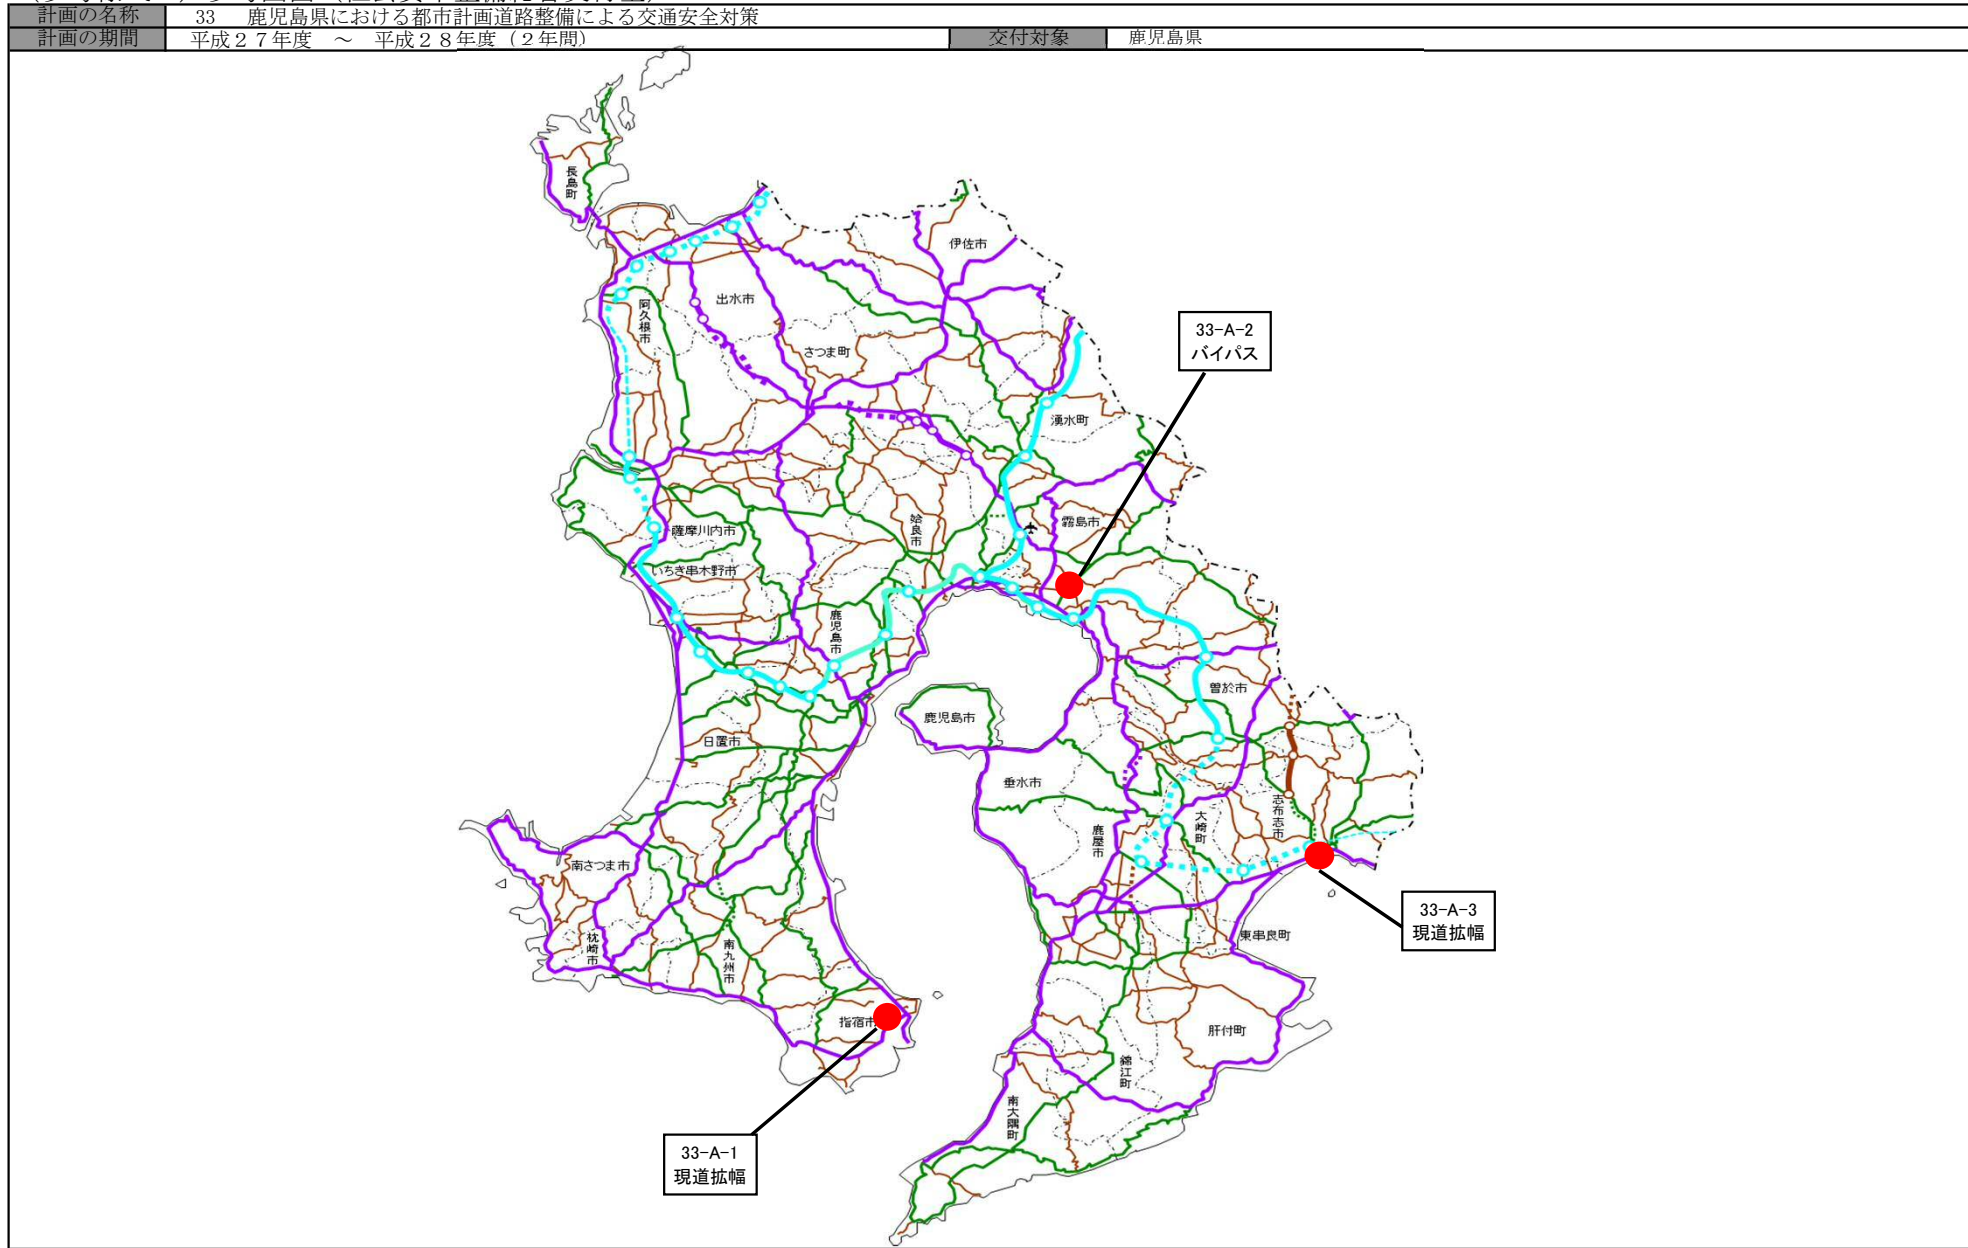 計画の名称
33　鹿児島県における都市計画道路整備による交通安全対策
計画の期間
平成２７年度　～　平成２８年度（２年間）
交付対象
鹿児島県
長島町
伊佐市
出水市
阿久根市
さつま町
33-A-2
バイパス
湧水町
薩摩川内市
姶良市
霧島市
いちき串木野市
鹿児島市
曽於市
鹿児島市
日置市
垂水市
鹿屋市
大崎町
志布志市
南さつま市
枕崎市
南九州市
33-A-3
現道拡幅
東串良町
指宿市
肝付町
錦江町
南大隅町
33-A-1
現道拡幅